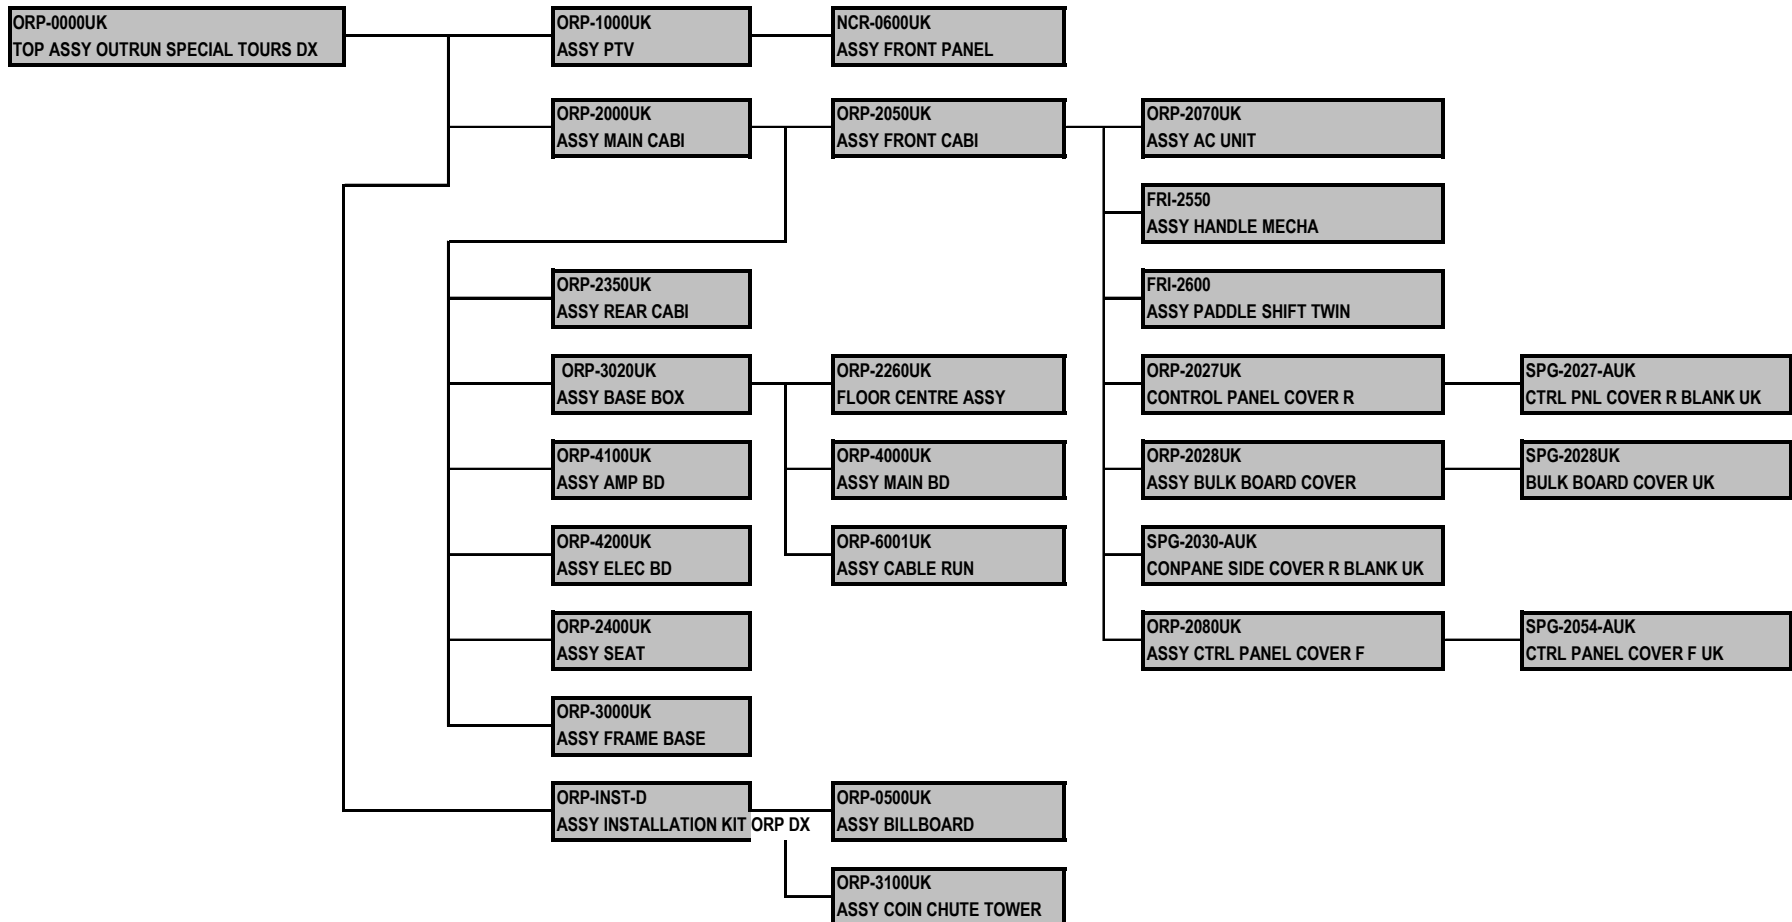 ORP-0000UK
TOP ASSY OUTRUN SPECIAL TOURS DX
ORP-1000UK
ASSY PTV
NCR-0600UK
ASSY FRONT PANEL
ORP-2000UK
ASSY MAIN CABI
ORP-2050UK
ASSY FRONT CABI
ORP-2070UK
ASSY AC UNIT
FRI-2550
ASSY HANDLE MECHA
ORP-2350UK
ASSY REAR CABI
FRI-2600
ASSY PADDLE SHIFT TWIN
ORP-3020UK
ASSY BASE BOX
ORP-2260UK
FLOOR CENTRE ASSY
ORP-2027UK
CONTROL PANEL COVER R
SPG-2027-AUK
CTRL PNL COVER R BLANK UK
ORP-4100UK
ASSY AMP BD
ORP-4000UK
ASSY MAIN BD
ORP-2028UK
ASSY BULK BOARD COVER
SPG-2028UK
BULK BOARD COVER UK
ORP-4200UK
ASSY ELEC BD
ORP-6001UK
ASSY CABLE RUN
SPG-2030-AUK
CONPANE SIDE COVER R BLANK UK
ORP-2400UK
ASSY SEAT
ORP-2080UK
ASSY CTRL PANEL COVER F
SPG-2054-AUK
CTRL PANEL COVER F UK
ORP-3000UK
ASSY FRAME BASE
ORP-INST-D
ASSY INSTALLATION KIT ORP DX
ORP-0500UK
ASSY BILLBOARD
ORP-3100UK
ASSY COIN CHUTE TOWER